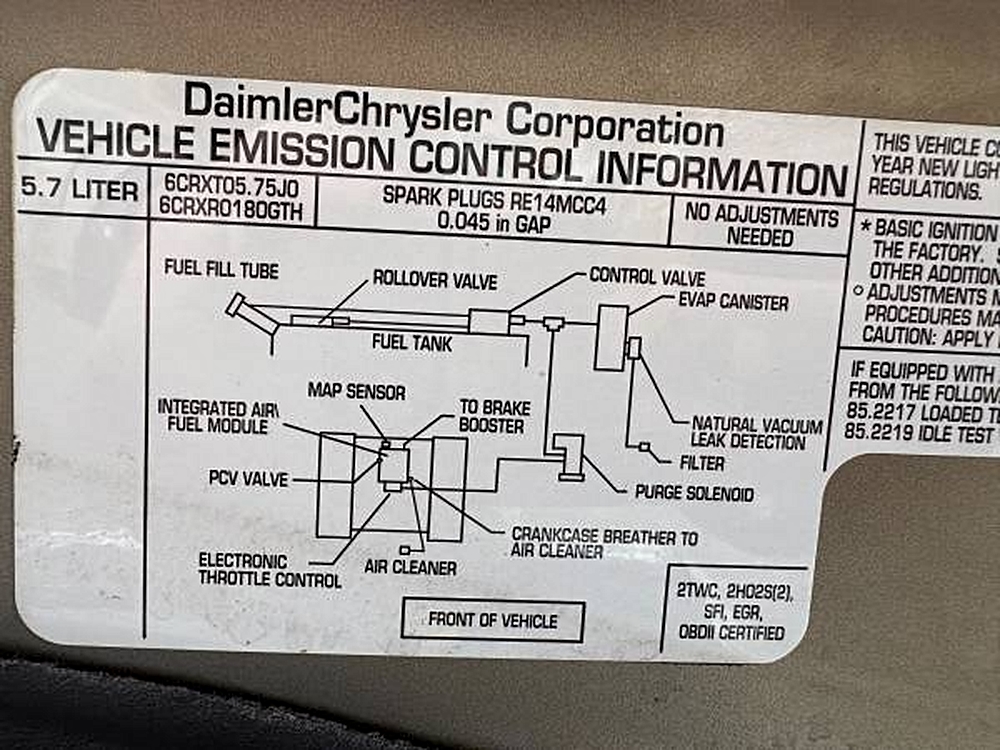 DaimlerChrysler Corporation
VEHICLE EMISSION CONTROL INFORMATION
5.7 LITER
6CRXT05.75J0
6CRXR0180GTH
SPARK PLUGS RE14MCC4
0.045 in GAP
NO ADJUSTMENTS
NEEDED
FUEL FILL TUBE
ROLLOVER VALVE
CONTROL VALVE
EVAP CANISTER
FUEL TANK
MAP SENSOR
INTEGRATED AIR\
FUEL MODULE
TO BRAKE
BOOSTER
NATURAL VACUUM
LEAK DETECTION
FILTER
PCV VALVE
PURGE SOLENOID
CRANKCASE BREATHER TO
AIR CLEANER
ELECTRONIC
THROTTLE CONTROL
AIR CLEANER
FRONT OF VEHICLE
2TWC, 2HO2S(2),
SFI, EGR,
OBDII CERTIFIED
THIS VEHICLE
YEAR NEW LIGH
REGULATIONS.
* BASIC IGNITION
THE FACTORY.
OTHER ADDITION
° ADJUSTMENTS
PROCEDURES MA
CAUTION: APPLY
IF EQUIPPED WITH
FROM THE FOLLOW
85.2217 LOADED
85.2219 IDLE TEST